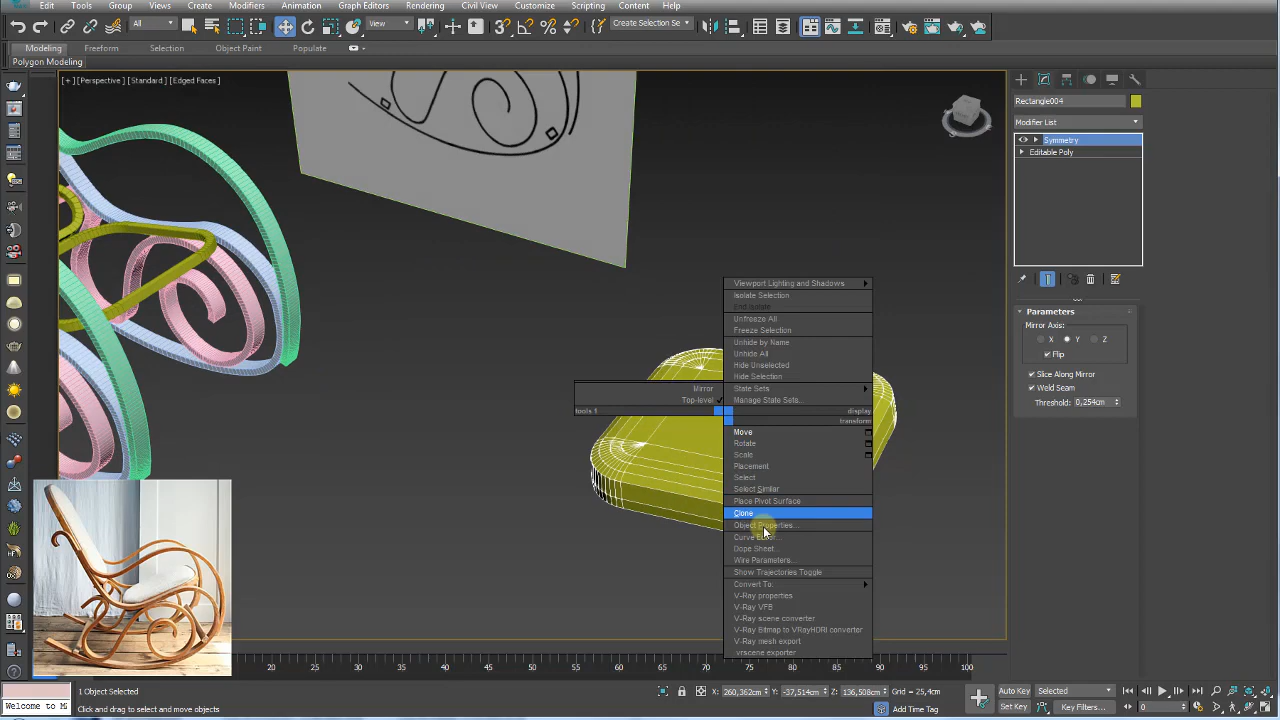 Edit Tools Group Views Create Modifiers Animation Graph Editors Rendering Civil View Customize Scripting Content Help
All View Create Selection Se
Modeling Freeform Selection Object Paint Populate
Polygon Modeling
[+] [Perspective] [Standard] [Edged Faces]
Rectangle004
Modifier List
Symmetry
Editable Poly
Parameters
Mirror Axis:
X Y Z
Flip
Slice Along Mirror
Weld Seam
Threshold: 0,254cm
Viewport Lighting and Shadows
Isolate Selection
End Isolate
Unfreeze All
Freeze Selection
Unhide by Name
Unhide All
Hide Unselected
Hide Selection
State Sets
Manage State Sets...
Mirror
Top-level
tools 1
display
transform
Move
Rotate
Scale
Placement
Select
Select Similar
Place Pivot Surface
Clone
Object Properties...
Curve Editor...
Dope Sheet...
Wire Parameters...
Show Trajectories Toggle
Convert To:
V-Ray properties
V-Ray VFB
V-Ray scene converter
V-Ray Bitmap to VRayHDRI converter
V-Ray mesh export
.vrscene exporter
20 25 30 35 40 45 50 55 60 65 70 75 80 85 90 95 100
1 Object Selected
Welcome to Mi
Click and drag to select and move objects
X: 260,362cm Y: -37,514cm Z: 136,508cm Grid = 25,4cm
Add Time Tag
Auto Key Selected
Set Key Key Filters...
0